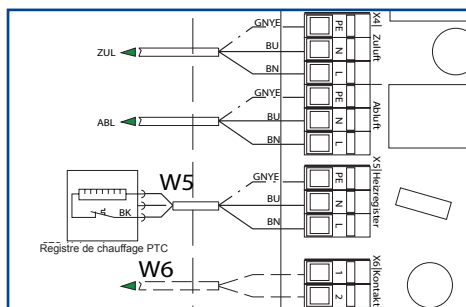 GNYE
PE
X4
ZUL
BU
N
Zuluft
BN
L
GNYE
PE
ABL
BU
N
Abluft
BN
L
W5
GNYE
PE
X5
BU
N
Heizregister
BK
BN
L
Registre de chauffage PTC
W6
1
X6
2
Kontakt